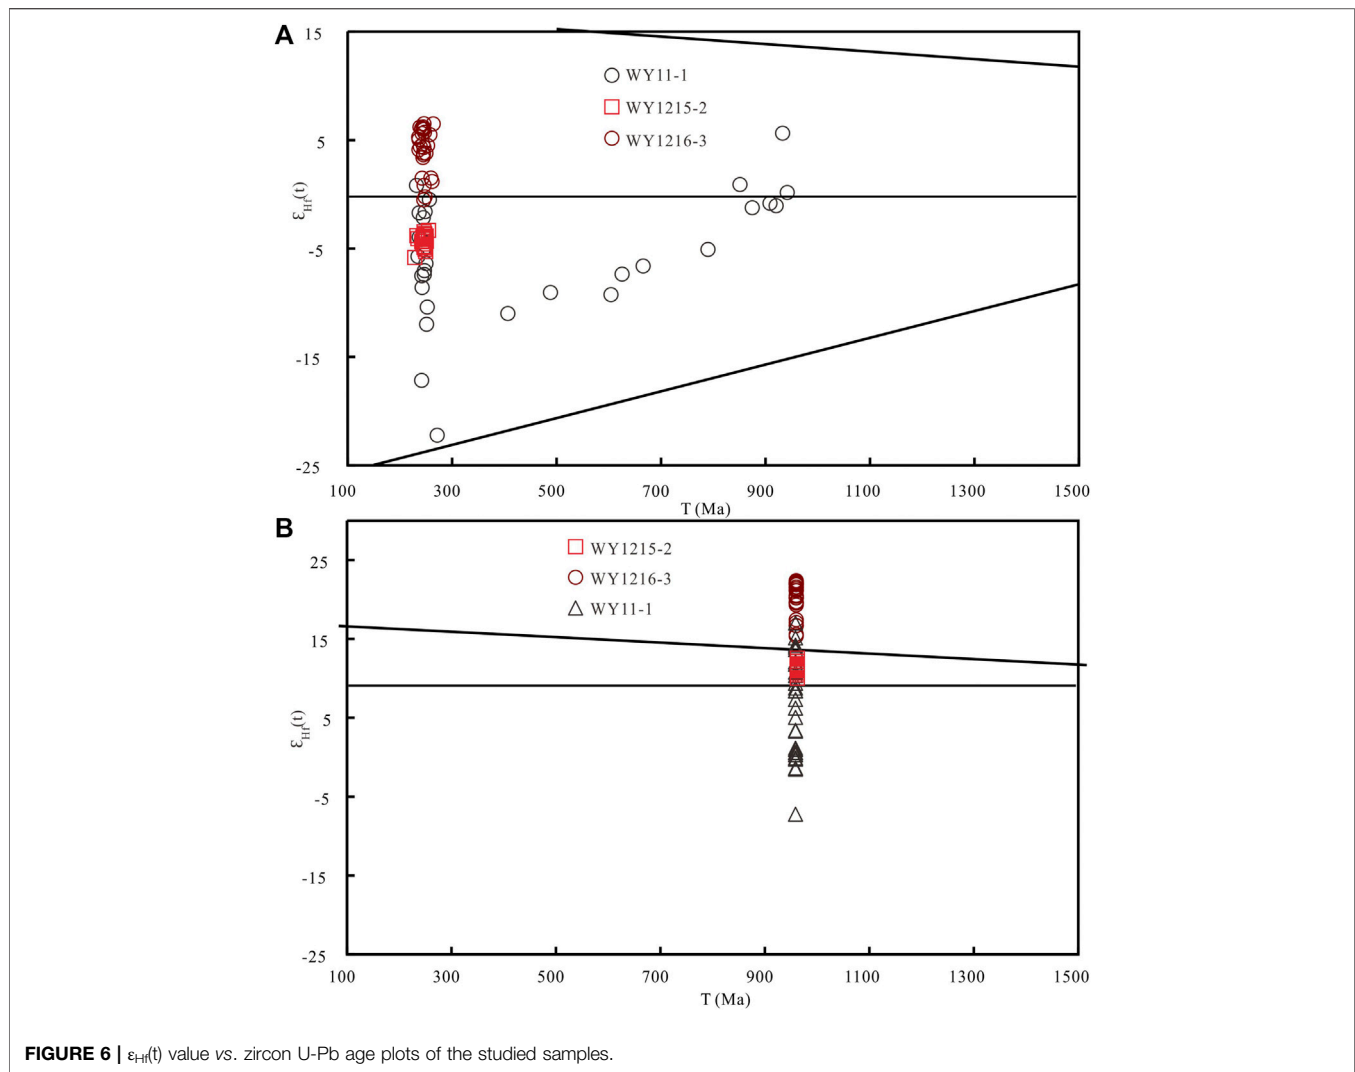 A
15
5
-5
-15
-25
εHf(t)
WY11-1
WY1215-2
WY1216-3
100 300 500 700 900 1100 1300 1500
T (Ma)
B
25
15
5
-5
-15
-25
εHf(t)
WY1215-2
WY1216-3
WY11-1
100 300 500 700 900 1100 1300 1500
T (Ma)
FIGURE 6 | εHf(t) value vs. zircon U-Pb age plots of the studied samples.